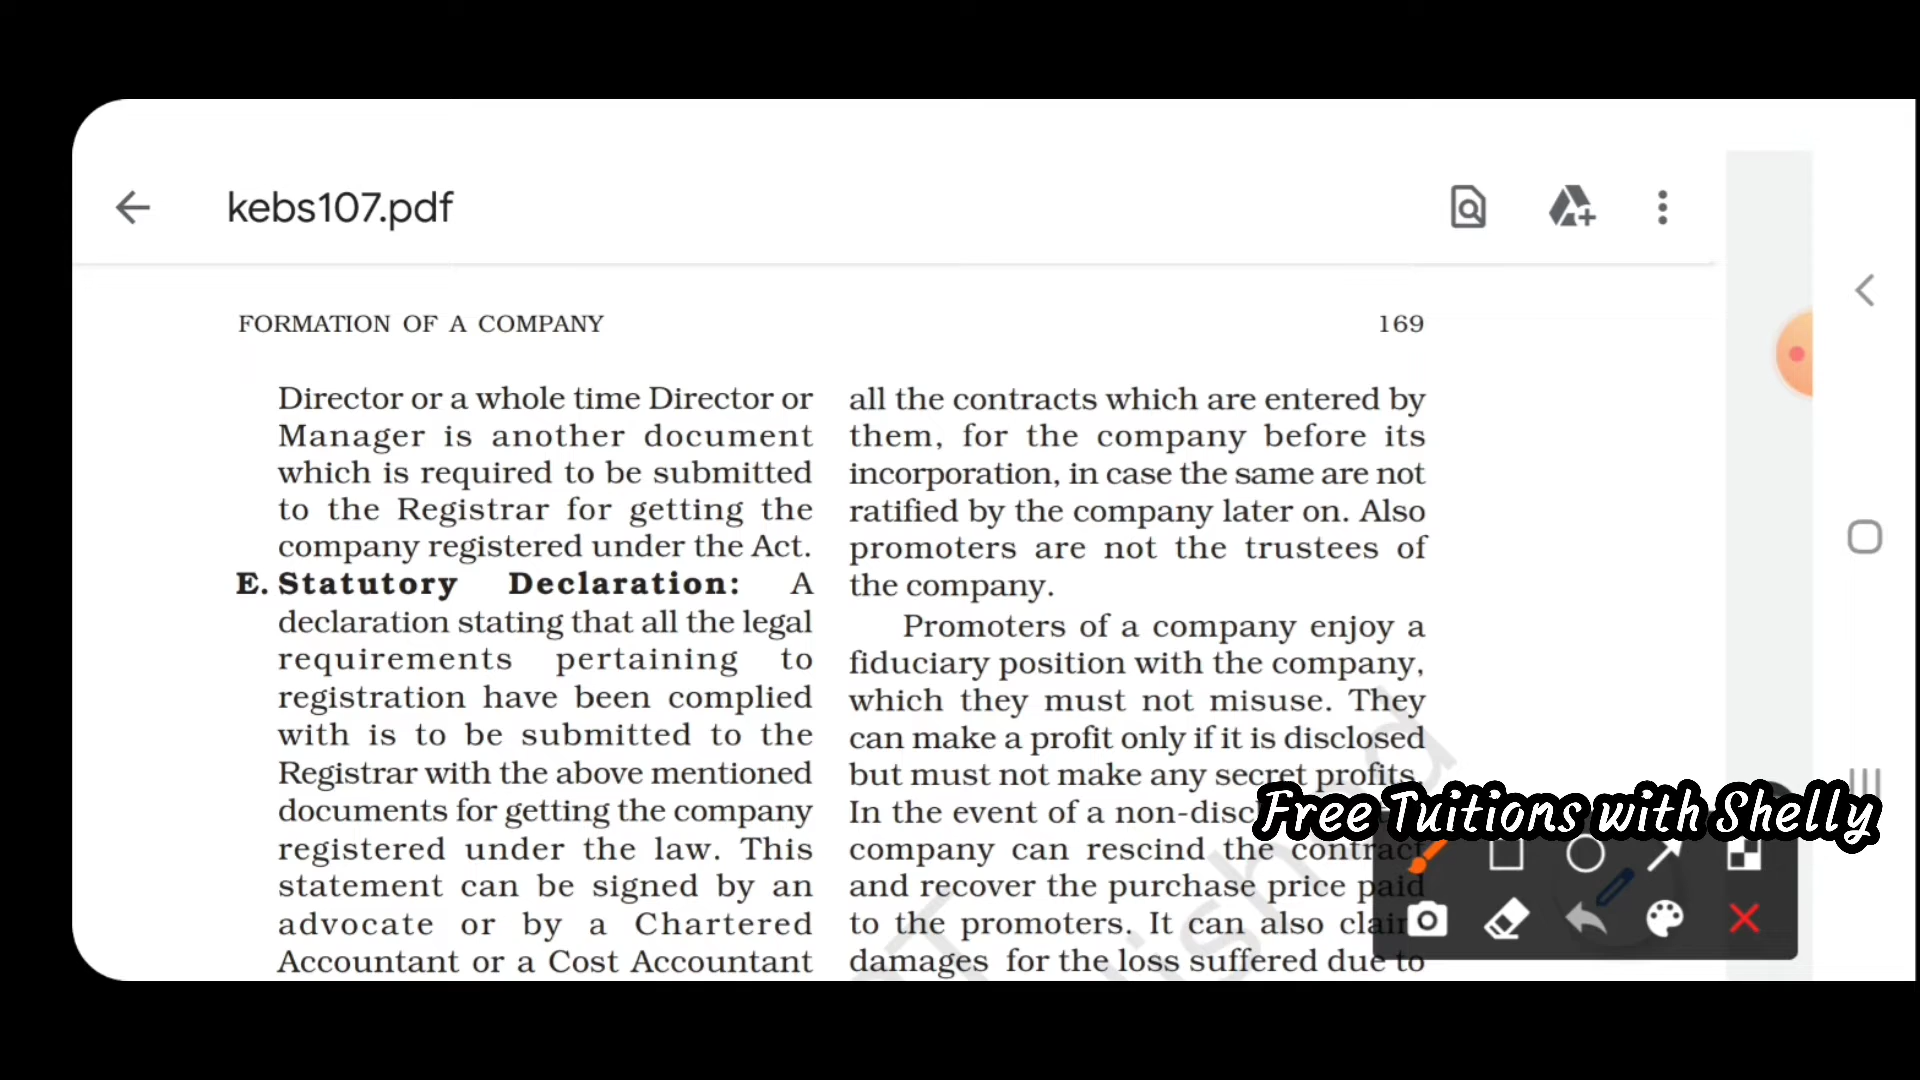 kebs107.pdf
FORMATION OF A COMPANY
169
Director or a whole time Director or
Manager is another document
which is required to be submitted
to the Registrar for getting the
company registered under the Act.
E. Statutory Declaration: A
declaration stating that all the legal
requirements pertaining to
registration have been complied
with is to be submitted to the
Registrar with the above mentioned
documents for getting the company
registered under the law. This
statement can be signed by an
advocate or by a Chartered
Accountant or a Cost Accountant
all the contracts which are entered by
them, for the company before its
incorporation, in case the same are not
ratified by the company later on. Also
promoters are not the trustees of
the company.
Promoters of a company enjoy a
fiduciary position with the company,
which they must not misuse. They
can make a profit only if it is disclosed
but must not make any secret profits.
In the event of a
company can rescind the contract
and recover the purchase price paid
to the promoters. It can also claim
damages for the loss suffered due to
Free Tuitions with Shelly